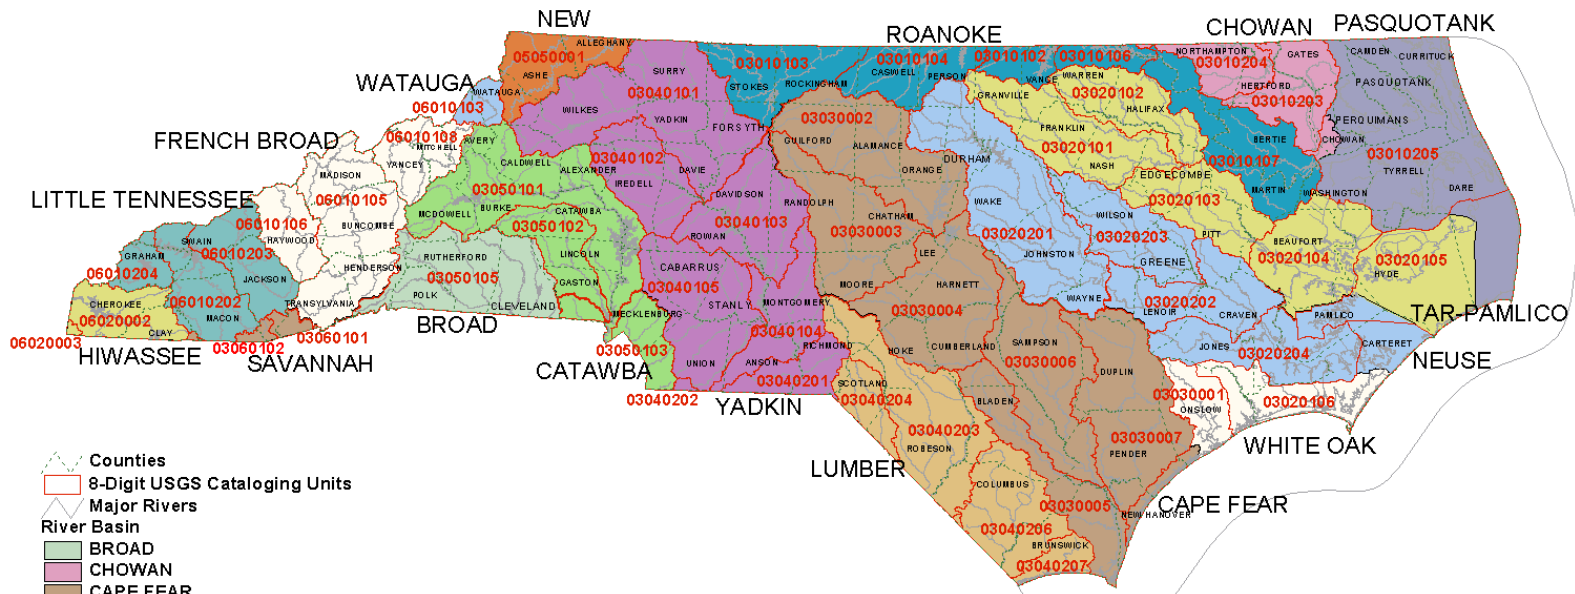 NEW
ROANOKE
CHOWAN
PASQUOTANK
ALLEGHANY
05050001
ASHE
SURRY
03040101
WILKES
YADKIN
FORSYTH
03010103
STOKES
ROCKINGHAM
03010104
CASWELL
PERSON
03010102
VANCE
03010106
WARREN
NORTHAMPTON
03010204
GATES
HERTFORD
03010203
CAMDEN
CURRITUCK
PASQUOTANK
PERQUIMANS
CHOWAN
03010205
TYRRELL
DARE
WASHINGTON
WATAUGA
WATAUGA
06010103
FRENCH BROAD
06010108
MITCHELL
AVERY
YANCEY
MADISON
06010105
BUNCOMBE
CALDWELL
ALEXANDER
03050101
BURKE
MCDOWELL
CATAWBA
03050102
LINCOLN
GASTON
MECKLENBURG
03040102
IREDELL
DAVIE
DAVIDSON
03040103
RANDOLPH
ROWAN
03030002
GUILFORD
ALAMANCE
ORANGE
DURHAM
GRANVILLE
03020102
HALIFAX
FRANKLIN
03020101
NASH
EDGECOMBE
03020103
BERTIE
03010107
MARTIN
LITTLE TENNESSEE
06010106
HAYWOOD
SWAIN
06010203
GRAHAM
06010204
JACKSON
HENDERSON
TRANSYLVANIA
RUTHERFORD
03050105
POLK
CLEVELAND
CABARRUS
03040105
STANLY
MONTGOMERY
03040104
RICHMOND
CHATHAM
03030003
LEE
MOORE
HARNETT
03030004
WAKE
03020201
JOHNSTON
WILSON
03020203
GREENE
PITT
WAYNE
03020202
LENOIR
CRAVEN
BEAUFORT
03020104
03020105
HYDE
PAMLICO
CARTERET
JONES
03020204
TAR-PAMLICO
NEUSE
CHEROKEE
06020002
CLAY
06010202
MACON
06020003
HIWASSEE
03060102
03060101
SAVANNAH
BROAD
03050103
CATAWBA
03040202
UNION
ANSON
03040201
YADKIN
HOKE
CUMBERLAND
SCOTLAND
03040204
SAMPSON
03030006
DUPLIN
BLADEN
03030001
ONSLOW
03020106
WHITE OAK
03040203
ROBESON
LUMBER
03030007
PENDER
COLUMBUS
03030005
NEW HANOVER
CAPE FEAR
03040206
BRUNSWICK
03040207
Counties
8-Digit USGS Cataloging Units
Major Rivers
River Basin
BROAD
CHOWAN
CAPE FEAR